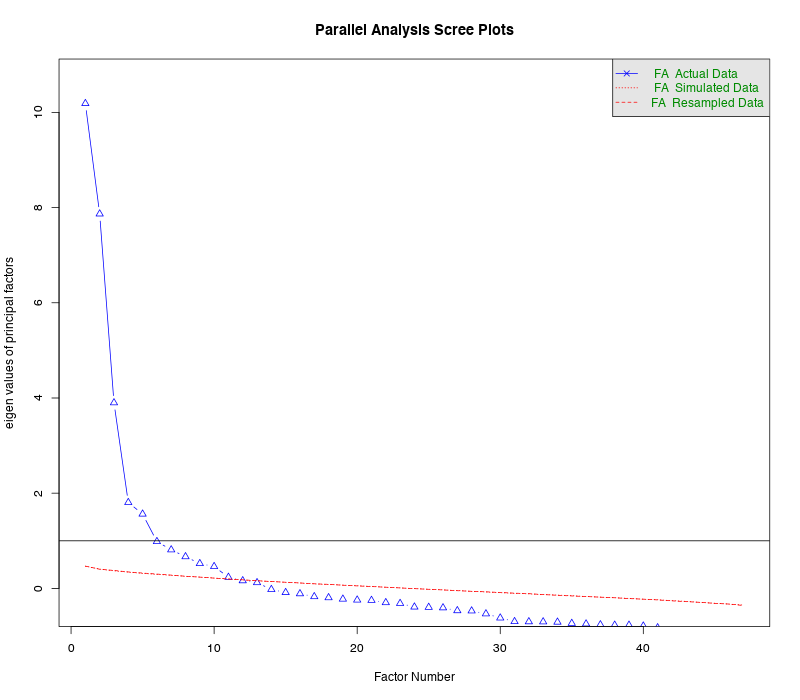 Parallel Analysis Scree Plots
FA Actual Data
FA Simulated Data
FA Resampled Data
10
8
6
4
2
0
eigen values of principal factors
0 10 20 30 40
Factor Number